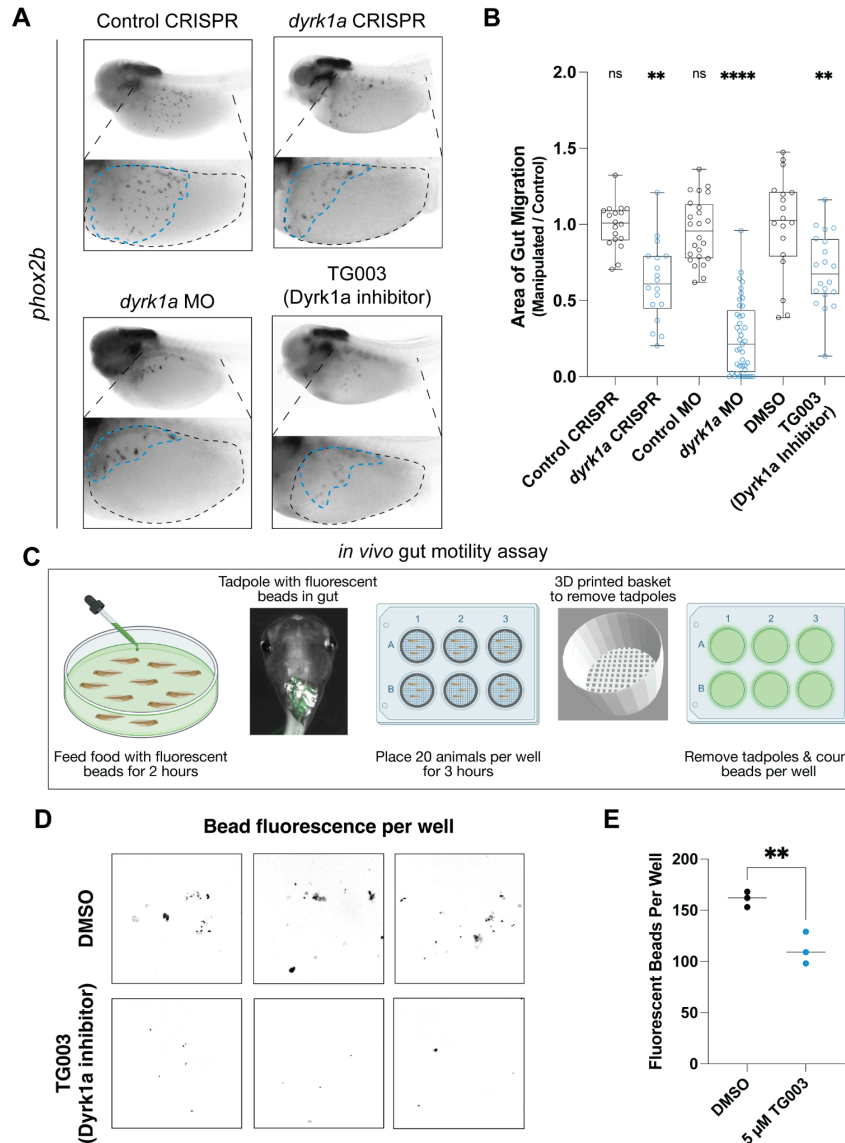 A
Control CRISPR
dyrk1a CRISPR
dyrk1a MO
TG003
(Dyrk1a inhibitor)
phox2b
B
ns
**
ns
****
**
2.0
1.5
1.0
0.5
0.0
Area of Gut Migration
(Manipulated / Control)
Control CRISPR
dyrk1a CRISPR
Control MO
dyrk1a MO
DMSO
TG003
(Dyrk1a Inhibitor)
C
in vivo gut motility assay
Tadpole with fluorescent
beads in gut
3D printed basket
to remove tadpoles
1 2 3
A
B
1 2 3
A
B
Feed food with fluorescent
beads for 2 hours
Place 20 animals per well
for 3 hours
Remove tadpoles & coun
beads per well
D
Bead fluorescence per well
DMSO
TG003
(Dyrk1a inhibitor)
E
**
200
150
100
50
0
Fluorescent Beads Per Well
DMSO
5 µM TG003